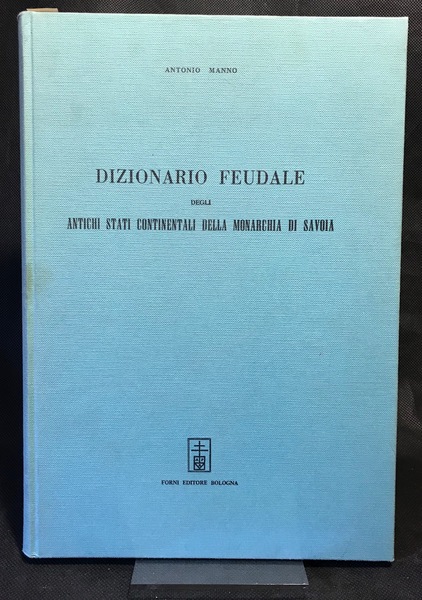 ANTONIO MANNO
DIZIONARIO FEUDALE
DEGLI
ANTICHI STATI CONTINENTALI DELLA MONARCHIA DI SAVOIA
FORNI EDITORE BOLOGNA